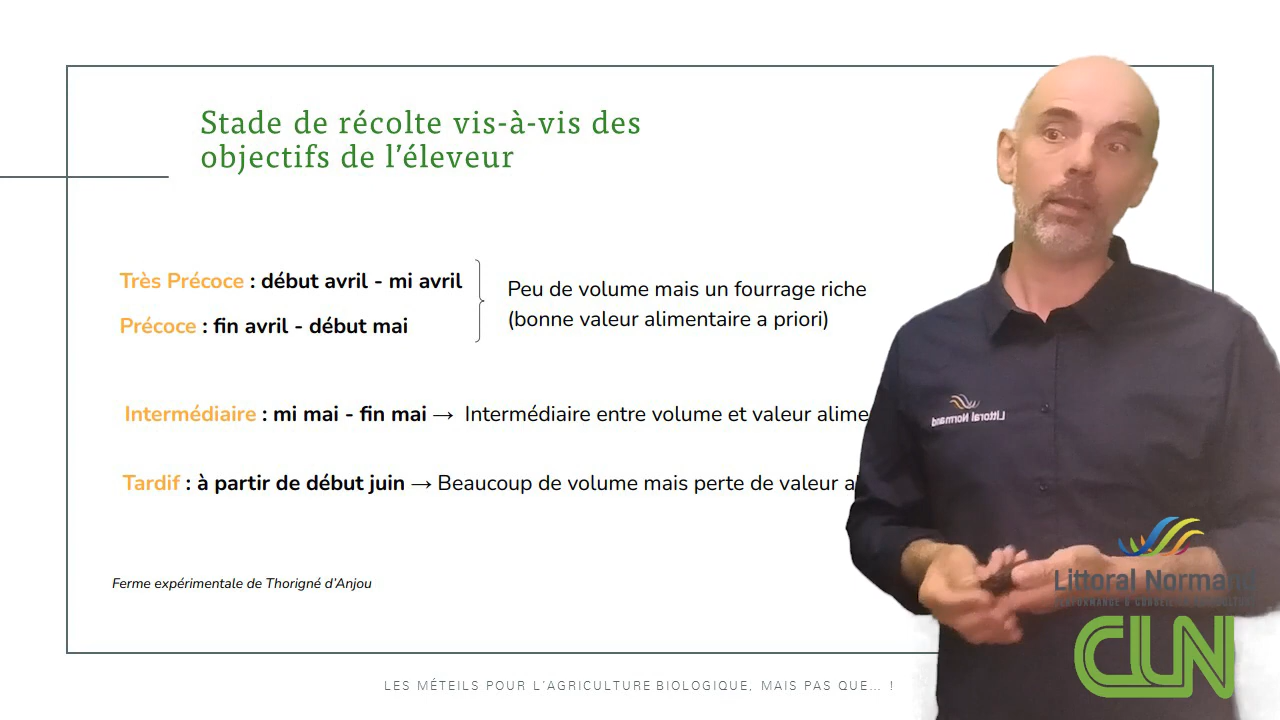 Stade de récolte vis-à-vis des
objectifs de l'éleveur
Très Précoce : début avril - mi avril
Précoce : fin avril - début mai
Peu de volume mais un fourrage riche
(bonne valeur alimentaire a priori)
Intermédiaire : mi mai - fin mai → Intermédiaire entre volume et valeur alime
Tardif : à partir de début juin → Beaucoup de volume mais perte de valeur al
Ferme expérimentale de Thorigné d'Anjou
LES MÉTEILS POUR L'AGRICULTURE BIOLOGIQUE, MAIS PAS QUE... !
Littoral Normand
Littoral Normand
CLN